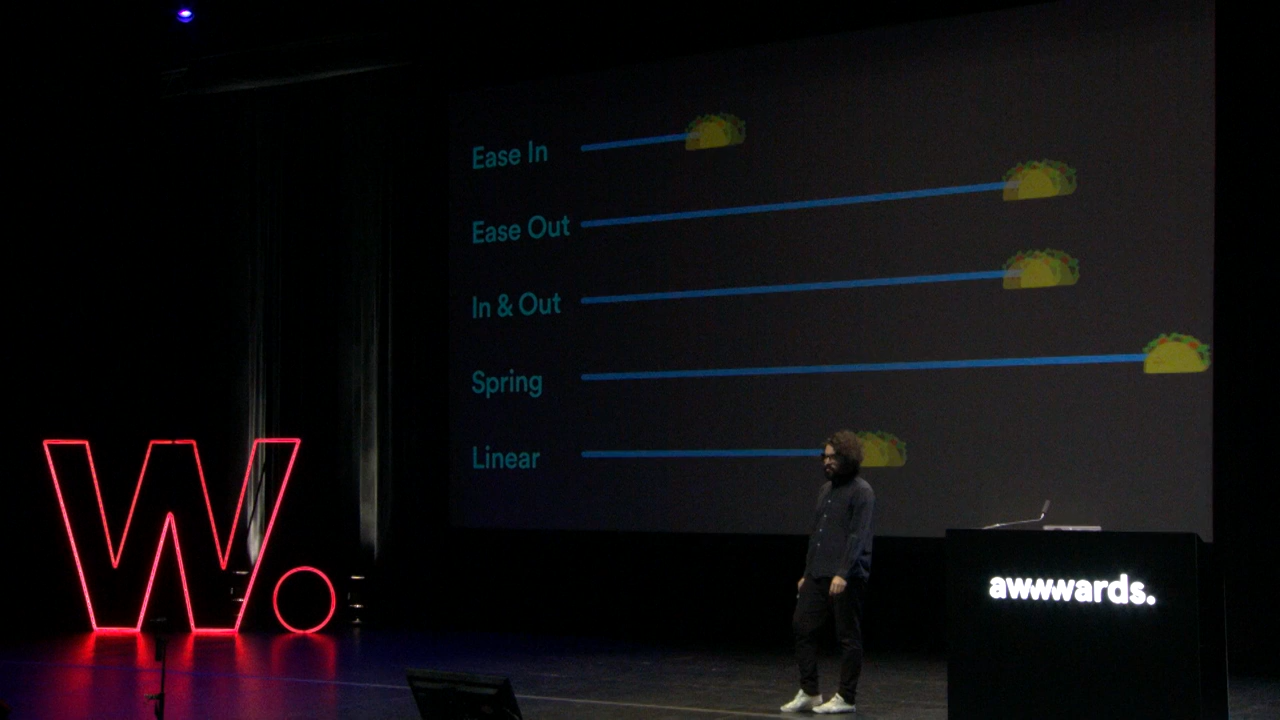 Ease In
Ease Out
In & Out
Spring
Linear
W.
awwwards.